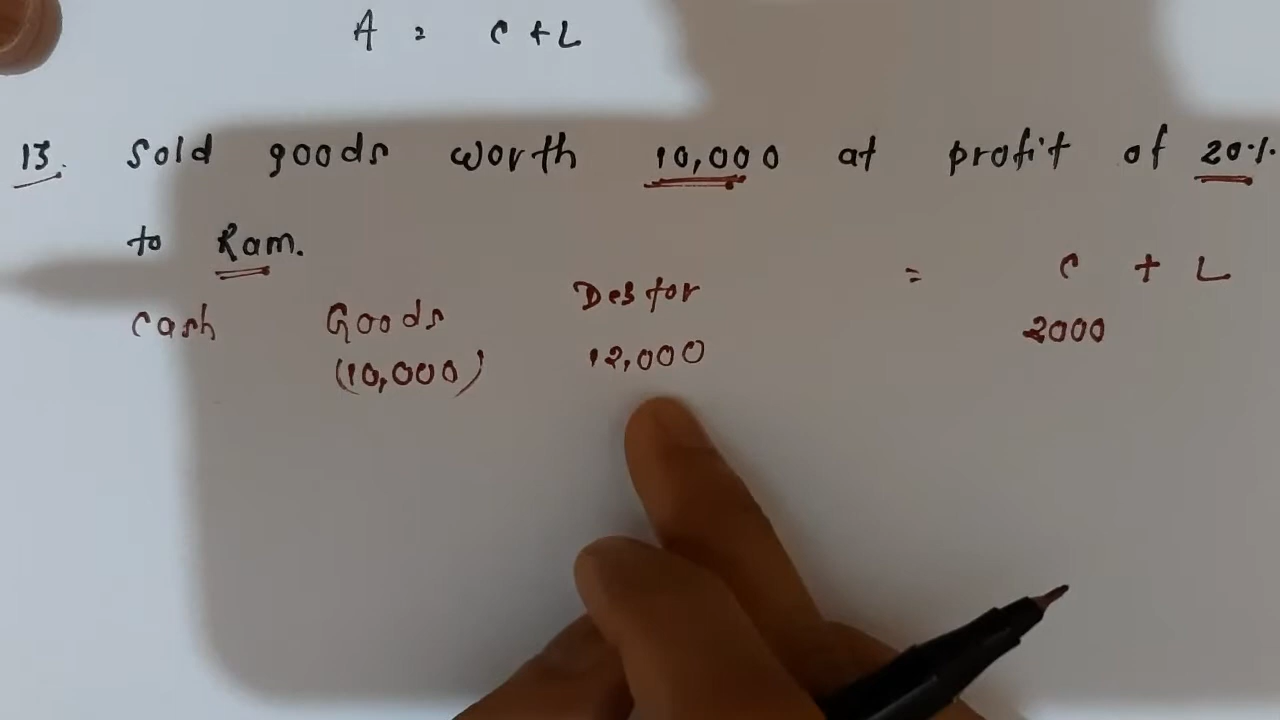 A = C + L
13. Sold goods worth 10,000 at profit of 20%
to Ram.
Cash Goods Debtor = C + L
(10,000) 12,000 2000